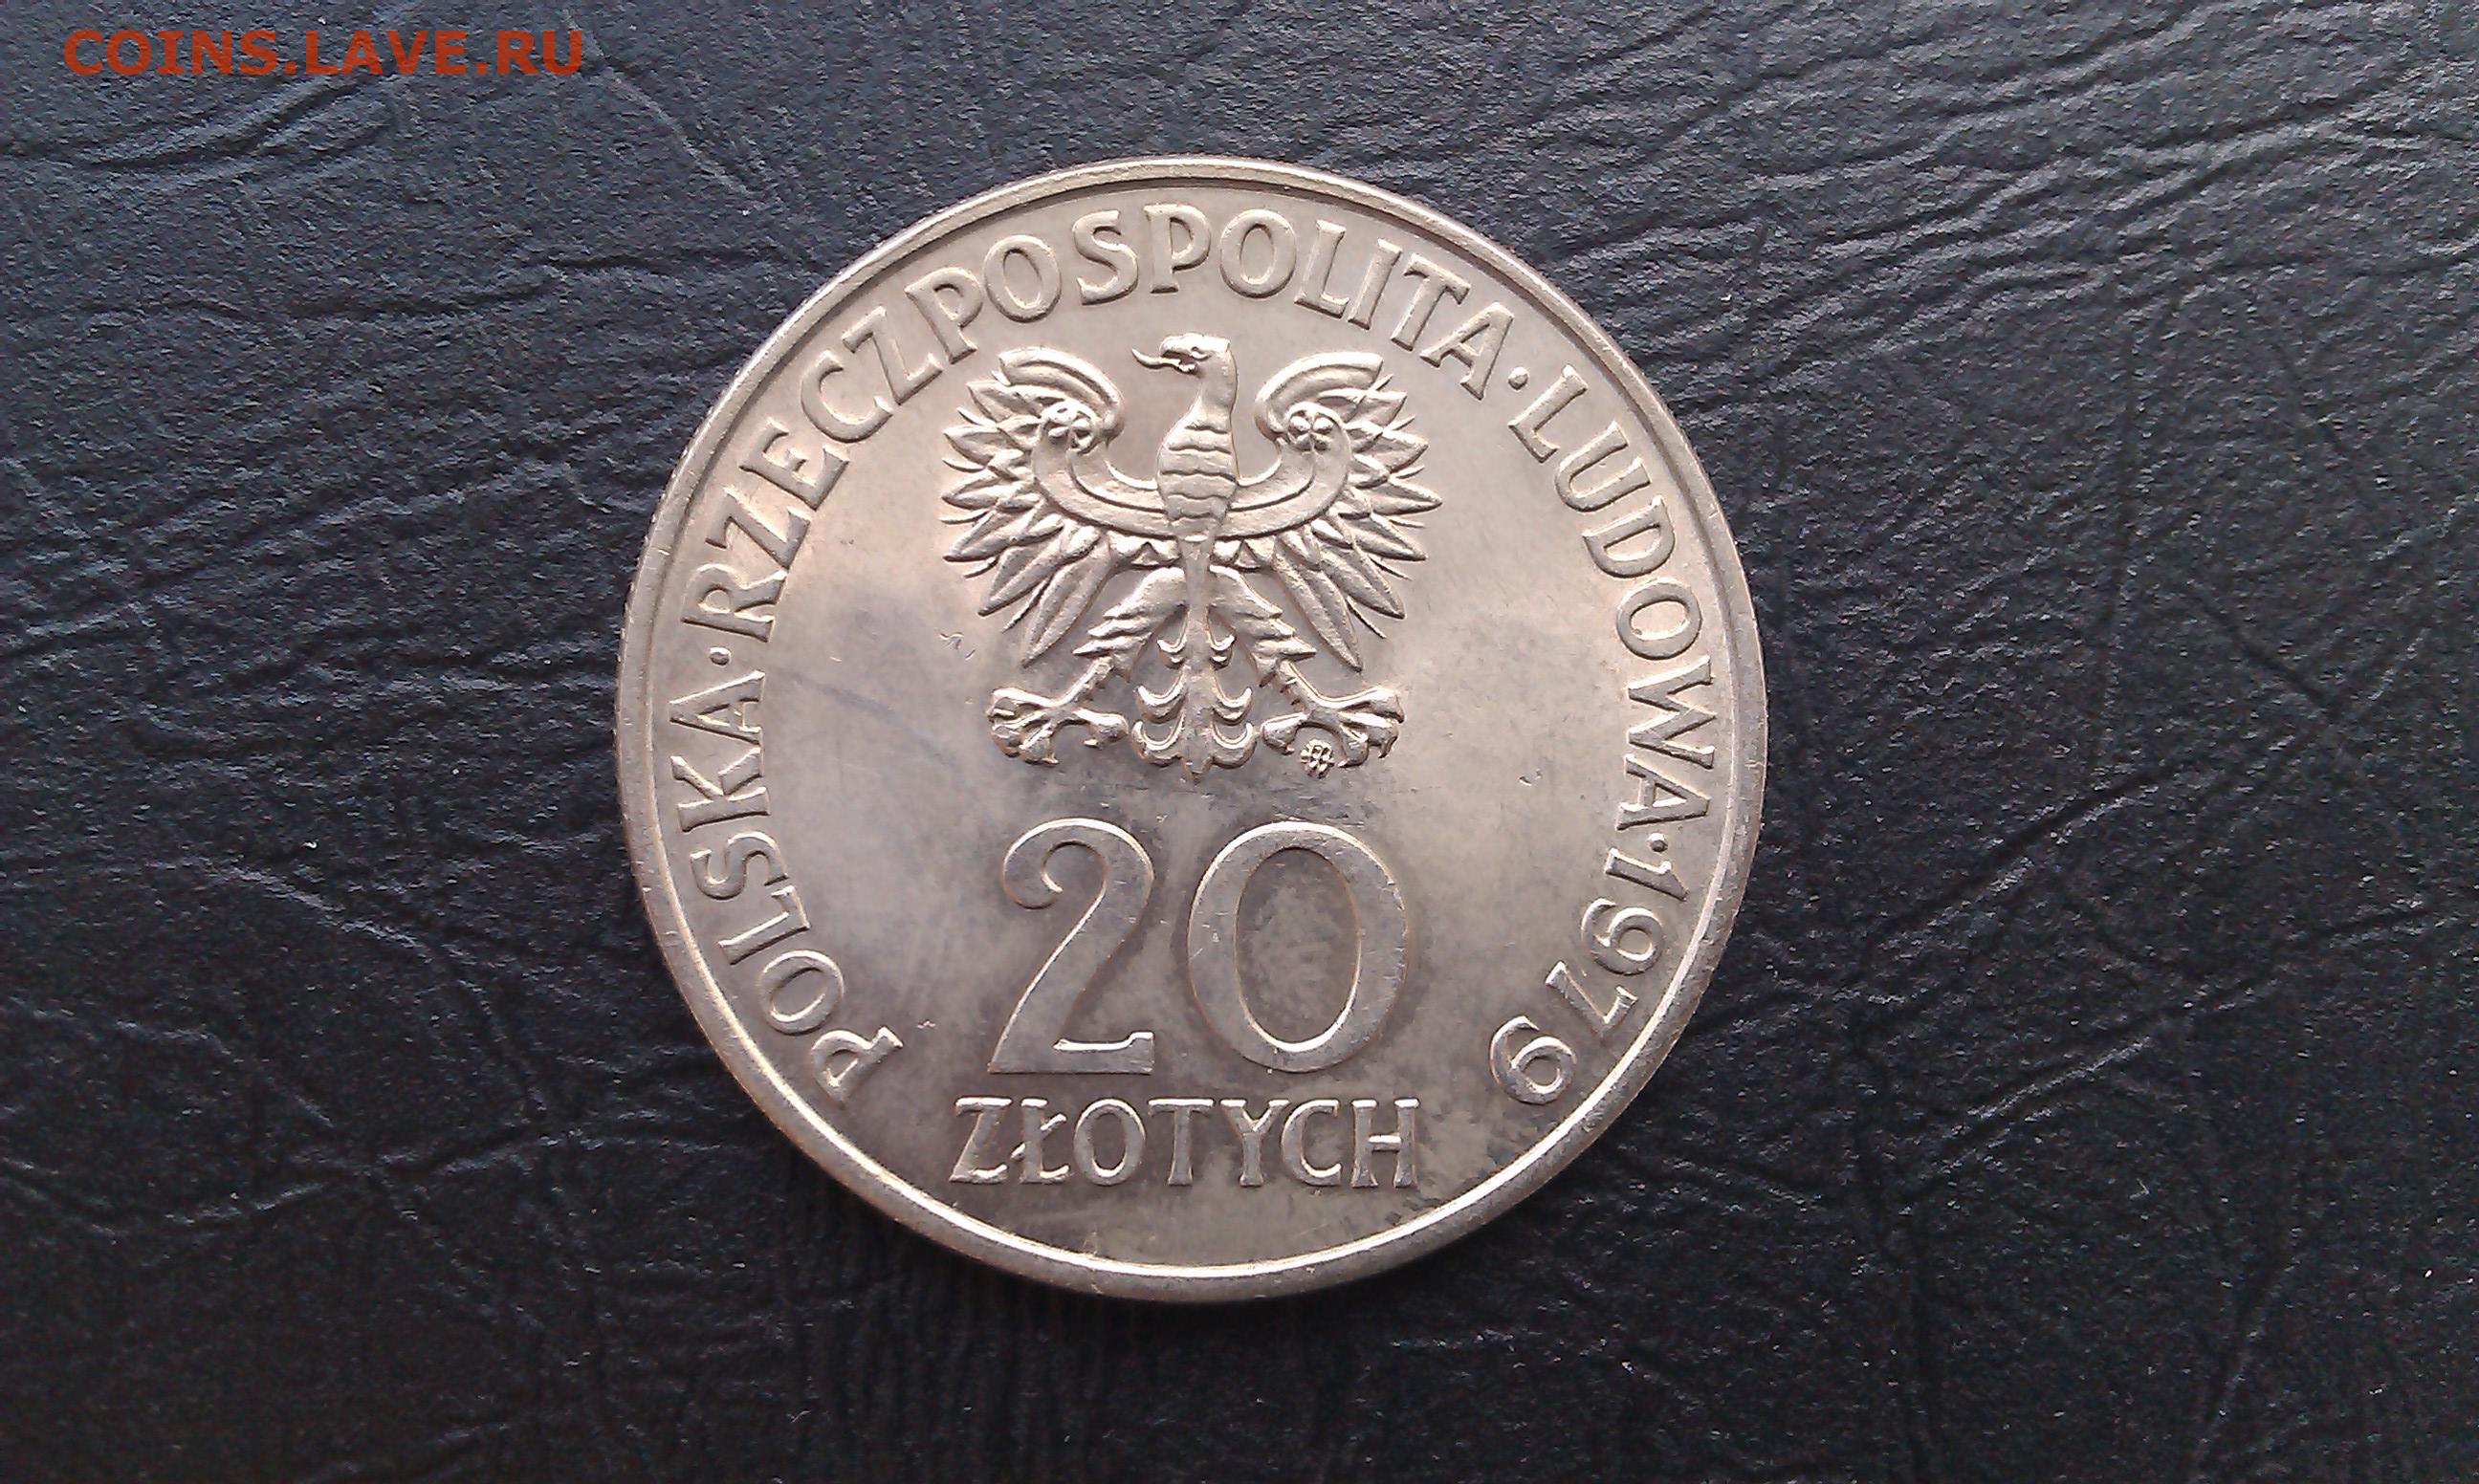 COINS.LAVE.RU
POLSKA·RZECZPOSPOLITA·LUDOWA·1979
20
ZŁOTYCH